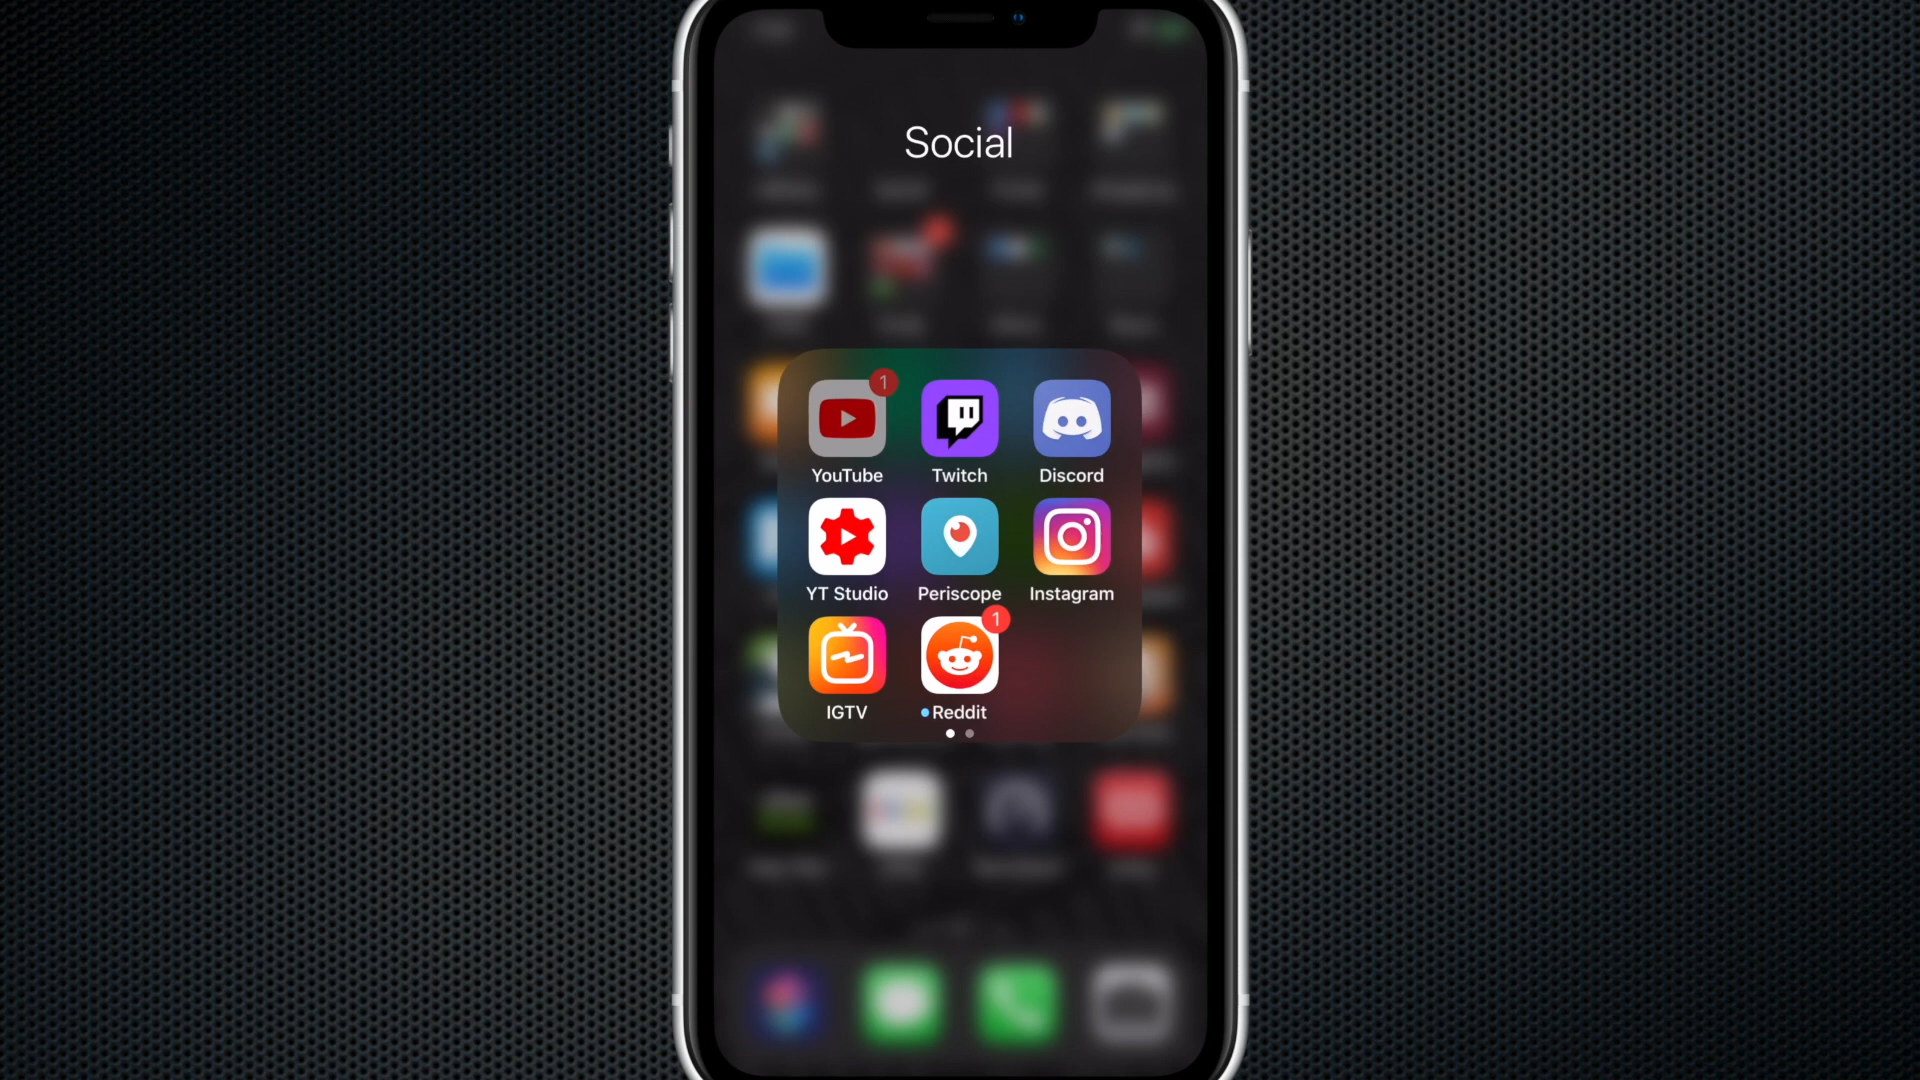 Social
1
YouTube
Twitch
Discord
YT Studio
Periscope
Instagram
1
IGTV
Reddit